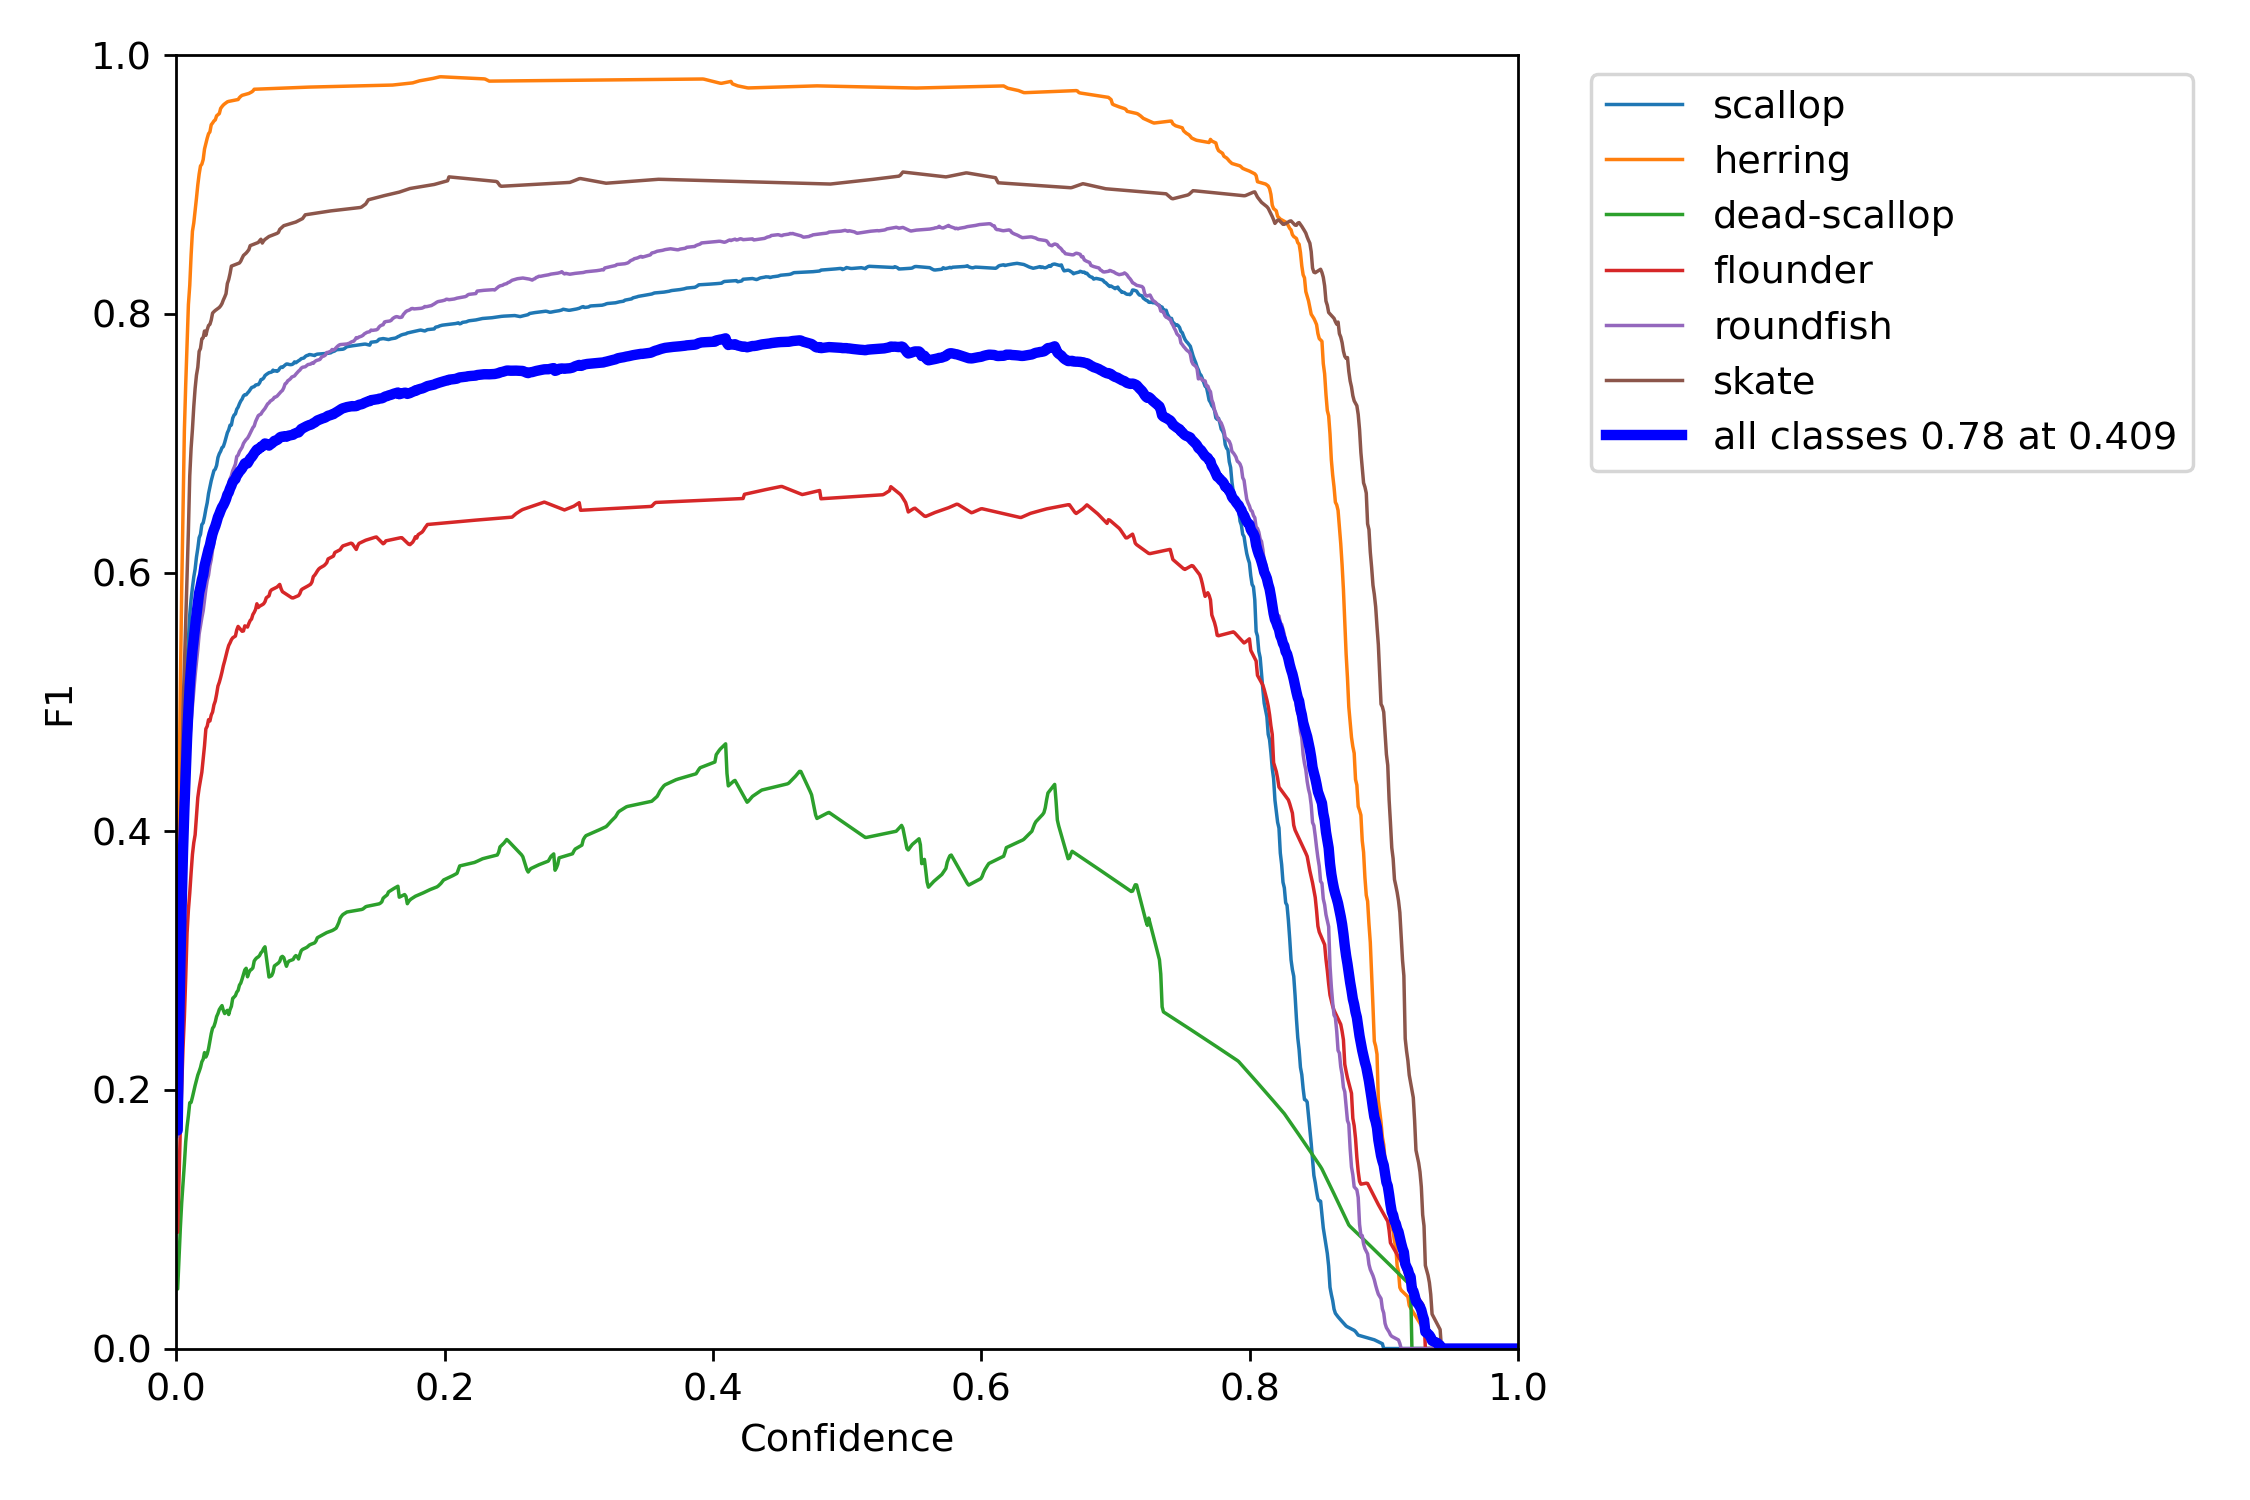 1.0
0.8
0.6
0.4
0.2
0.0
F1
0.0 0.2 0.4 0.6 0.8 1.0
Confidence
scallop
herring
dead-scallop
flounder
roundfish
skate
all classes 0.78 at 0.409